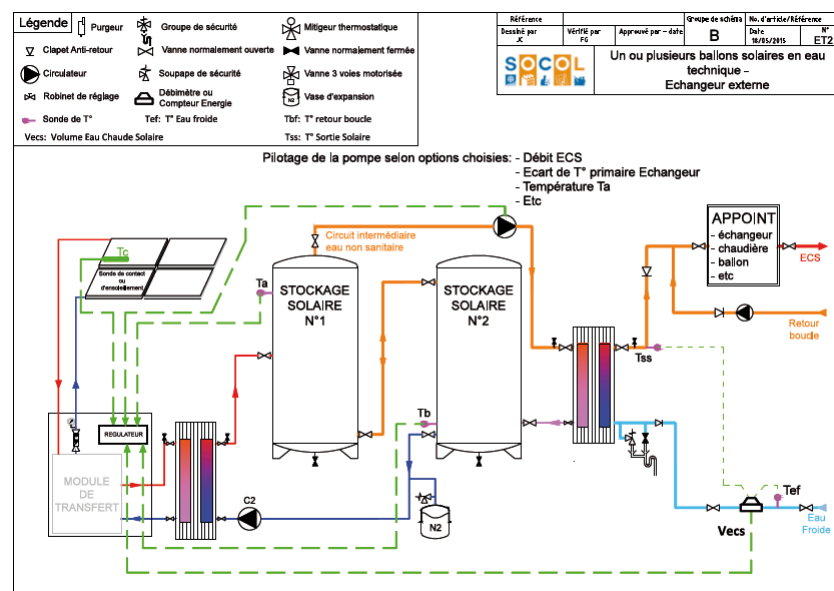 Légende
Purgeur
Groupe de sécurité
Mitigeur thermostatique
Clapet Anti-retour
Vanne normalement ouverte
Vanne normalement fermée
Circulateur
Soupape de sécurité
Vanne 3 voies motorisée
Robinet de réglage
Débimètre ou
Compteur Energie
Vase d'expansion
Sonde de T°
Tef: T° Eau froide
Tbf: T° retour boucle
Vecs: Volume Eau Chaude Solaire
Tss: T° Sortie Solaire
Référence
Groupe de schéma
No. d'article/Référence
Dessiné par
JC
Vérifié par
FG
Approuvé par - date
B
Date
18/05/2015
N°
ET2
SOCOL
Un ou plusieurs ballons solaires en eau
technique -
Echangeur externe
Pilotage de la pompe selon options choisies: - Débit ECS
- Ecart de T° primaire Echangeur
- Température Ta
- Etc
Circuit intermédiaire
eau non sanitaire
APPOINT
- échangeur
- chaudière
- ballon
- etc
ECS
Tc
Sonde de contact
ou
d'ensoleillement
Ta
STOCKAGE
SOLAIRE
N°1
STOCKAGE
SOLAIRE
N°2
Retour
boucle
Tss
Tb
REGULATEUR
MODULE
DE
TRANSFERT
C2
N2
Tef
Vecs
Eau
Froide